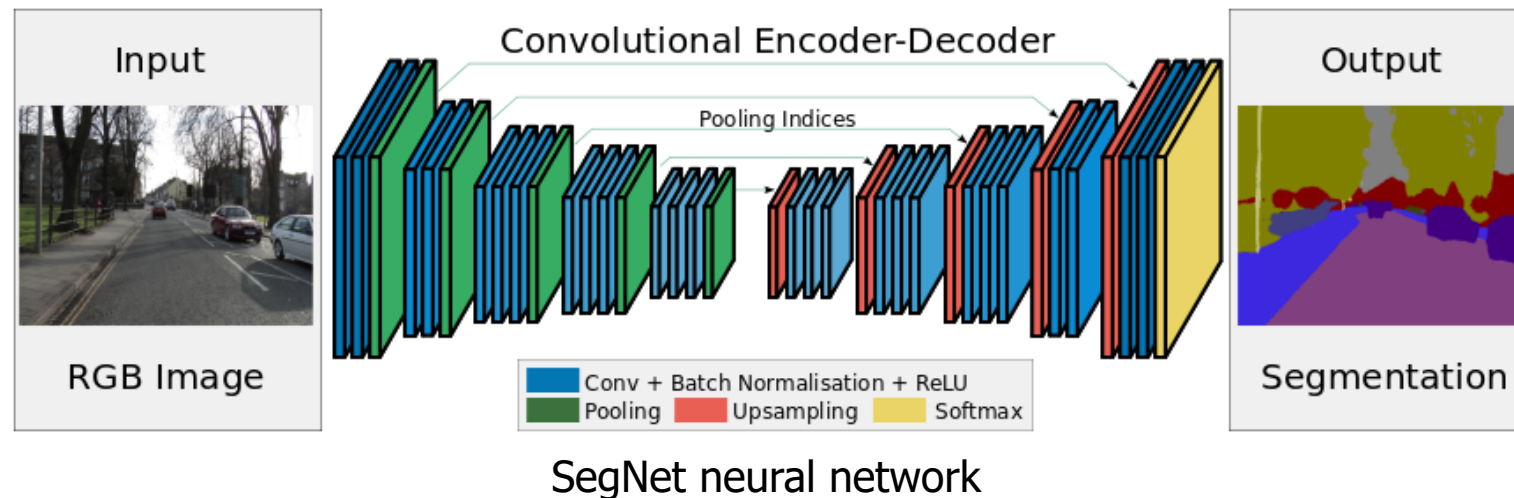 Convolutional Encoder-Decoder
Input
Output
Pooling Indices
RGB Image
Segmentation
Conv + Batch Normalisation + ReLU
Pooling Upsampling Softmax
SegNet neural network